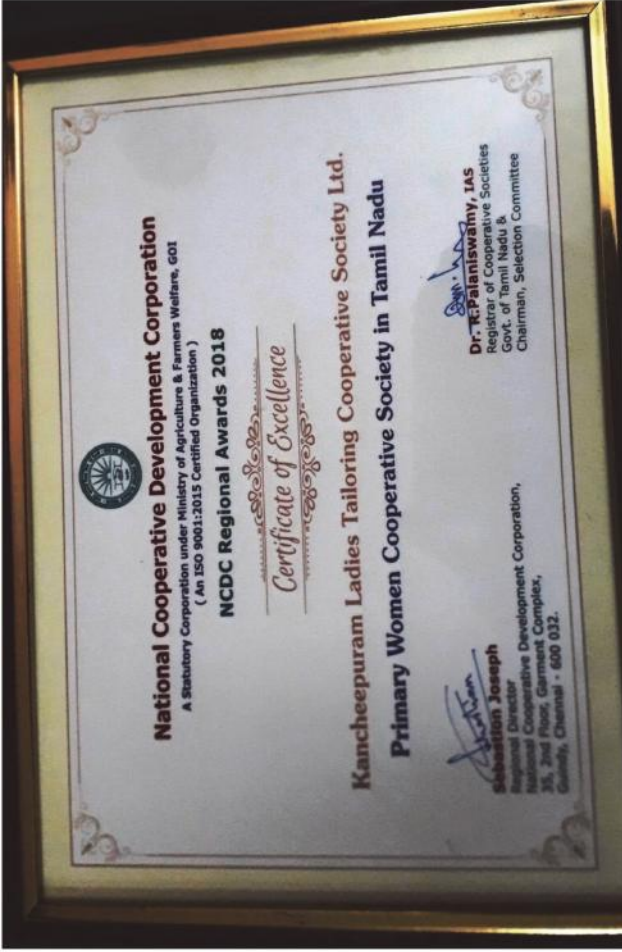 National Cooperative Development Corporation
A Statutory Corporation under Ministry of Agriculture & Farmers Welfare, GOI
( An ISO 9001:2015 Certified Organization )
NCDC Regional Awards 2018
Certificate of Excellence
Kancheepuram Ladies Tailoring Cooperative Society Ltd.
Primary Women Cooperative Society in Tamil Nadu
Sebastion Joseph
Regional Director
National Cooperative Development Corporation,
35, 2nd Floor, Garment Complex,
Guindy, Chennai - 600 032.
Dr. R.Palaniswamy, IAS
Registrar of Cooperative Societies
Govt. of Tamil Nadu &
Chairman, Selection Committee